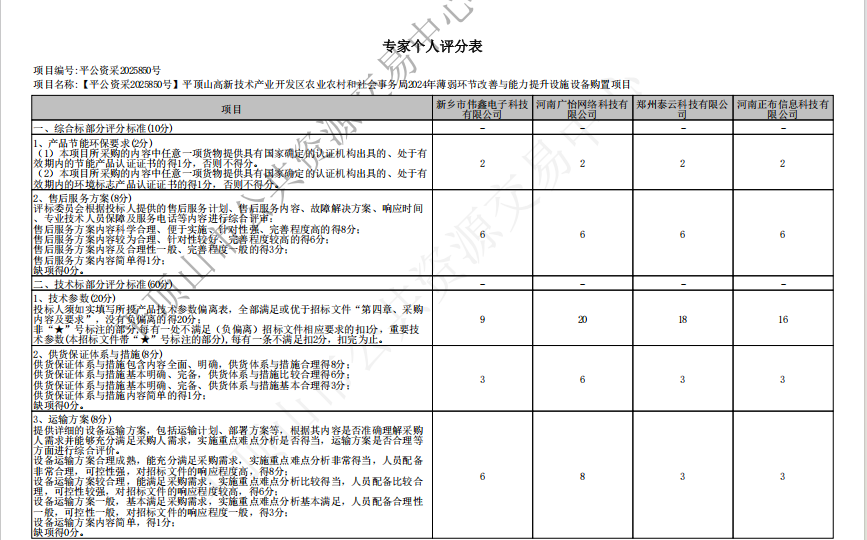 专家个人评分表
项目编号:平公资采2025850号
项目名称:【平公资采2025850号】平顶山高新技术产业开发区农业农村和社会事务局2024年薄弱环节改善与能力提升设施设备购置项目
项目
新乡市伟鑫电子科技有限公司
河南广怡网络科技有限公司
郑州泰云科技有限公司
河南正布信息科技有限公司
一、综合标部分评分标准(10分)
－ － － －
1、产品节能环保要求(2分)
（1）本项目所采购的内容中任意一项货物提供具有国家确定的认证机构出具的、处于有
效期内的节能产品认证证书的得1分，否则不得分。
（2）本项目所采购的内容中任意一项货物提供具有国家确定的认证机构出具的、处于有
效期内的环境标志产品认证证书的得1分，否则不得分。
2 2 2 2
2、售后服务方案(8分)
评标委员会根据投标人提供的售后服务计划、售后服务内容、故障解决方案、响应时间
、专业技术人员保障及服务电话等内容进行综合评审：
售后服务方案内容科学合理、便于实施、针对性强、完善程度高的得8分；
售后服务方案内容较为合理、针对性较好、完善程度较高的得6分；
售后服务方案内容及合理性一般、完善程度一般的得3分；
售后服务方案内容简单得1分；
缺项得0分。
6 6 6 6
二、技术标部分评分标准(60分)
－ － － －
1、技术参数(20分)
投标人须如实填写所投产品技术参数偏离表，全部满足或优于招标文件“第四章、采购
内容及要求”，没有负偏离的得20分；
非“★”号标注的部分,每有一处不满足（负偏离）招标文件相应要求的扣1分，重要技
术参数(本招标文件带“★”号标注的部分),每有一条不满足扣2分，扣完为止。
9 20 18 16
2、供货保证体系与措施(8分)
供货保证体系与措施包含内容全面、明确，供货体系与措施合理得8分；
供货保证体系与措施基本明确、完备，供货体系与措施比较合理得6分；
供货保证体系与措施基本明确、完备、供货体系与措施基本合理得3分；
供货保证体系与措施内容简单的得1分；
缺项得0分。
3 6 3 3
3、运输方案(8分)
提供详细的设备运输方案，包括运输计划、部署方案等，根据其内容是否准确理解采购
人需求并能够充分满足采购人需求，实施重点难点分析是否得当，运输方案是否合理等
方面进行综合评价。
设备运输方案合理成熟，能充分满足采购需求，实施重点难点分析非常得当，人员配备
非常合理，可控性强，对招标文件的响应程度高，得8分；
设备运输方案较合理，能满足采购需求，实施重点难点分析比较得当，人员配备比较合
理，可控性较强，对招标文件的响应程度较高，得6分；
设备运输方案一般，基本满足采购需求，实施重点难点分析基本满足，人员配备合理性
一般，可控性一般，对招标文件的响应程度一般，得3分；
设备运输方案内容简单，得1分；
缺项得0分。
6 8 3 3
平顶山市公共资源交易中心